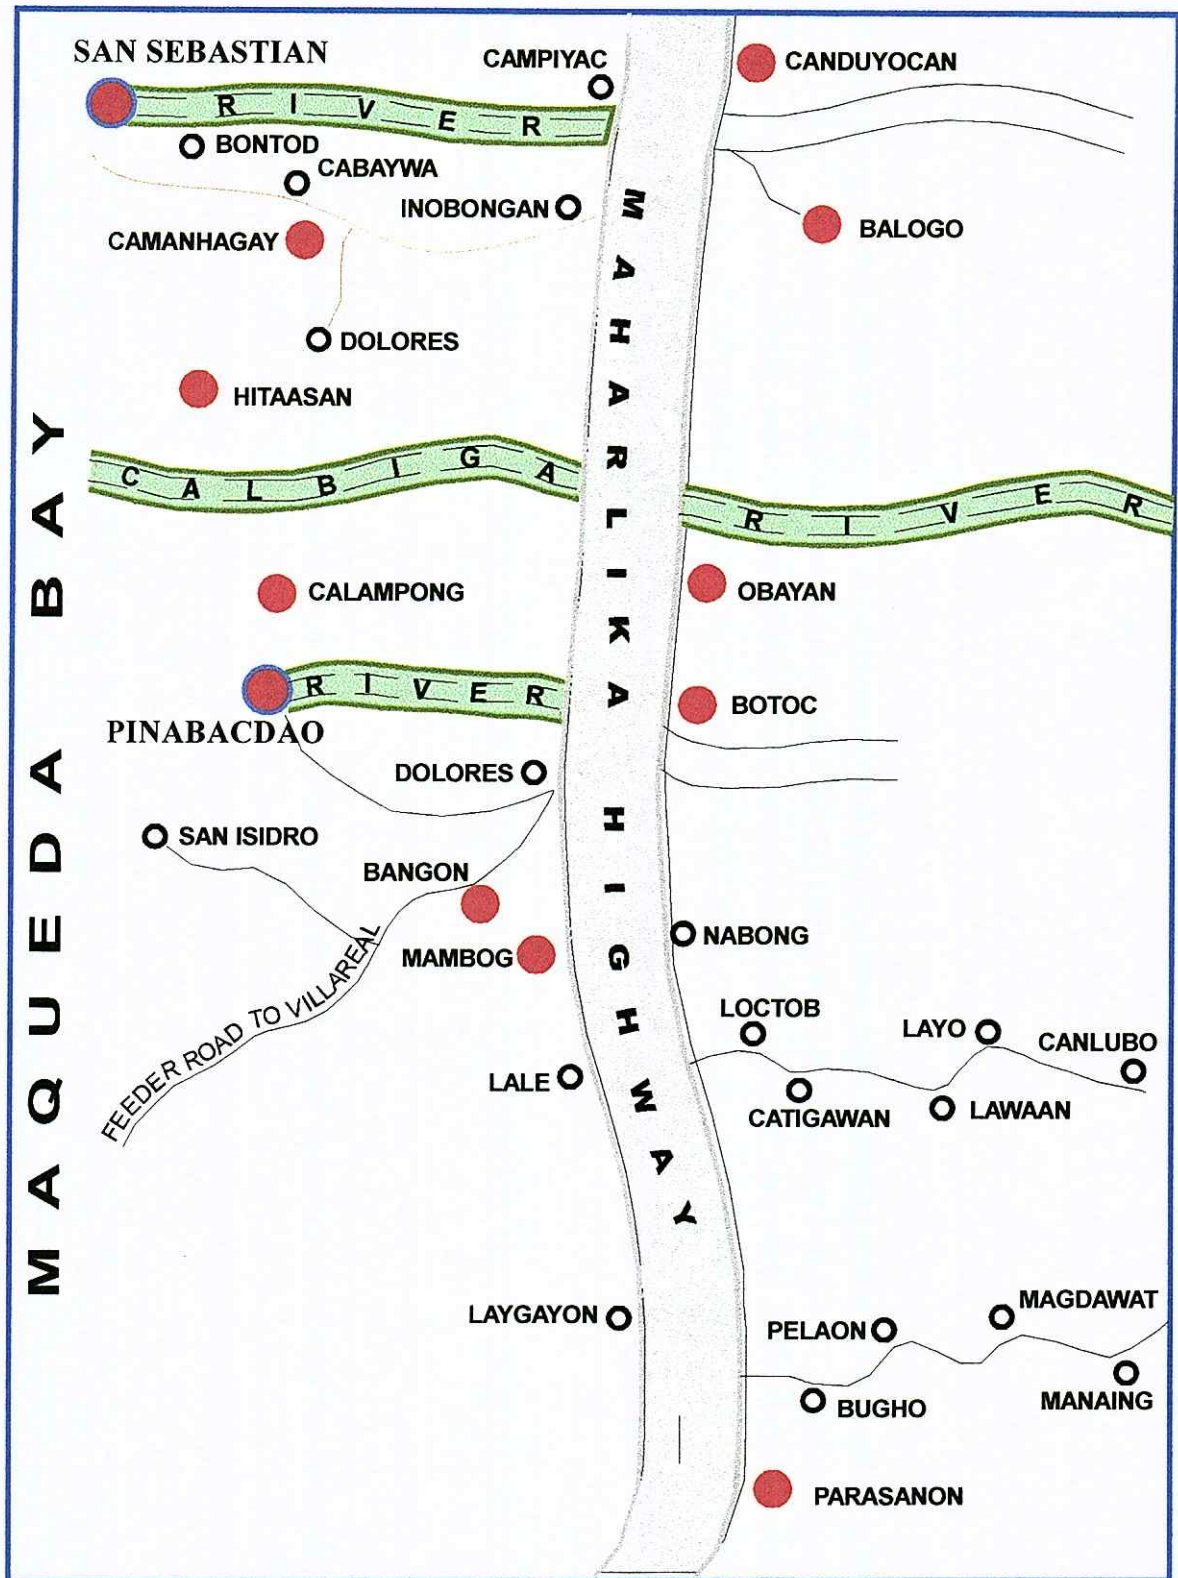 SAN SEBASTIAN
CAMPIYAC
CANDUYOCAN
RIVER
BONTOD
CABAYWA
INOBONGAN
CAMANHAGAY
BALOGO
DOLORES
HITAASAN
MAQUEDA BAY
MAHARLIKA HIGHWAY
CALBIGA RIVER
CALAMPONG
OBAYAN
RIVER
PINABACDAO
BOTOC
DOLORES
SAN ISIDRO
BANGON
MAMBOG
NABONG
FEEDER ROAD TO VILLAREAL
LOCTOB
LAYO
CANLUBO
LALE
CATIGAWAN
LAWAAN
LAYGAYON
PELAON
MAGDAWAT
BUGHO
MANAING
PARASANON